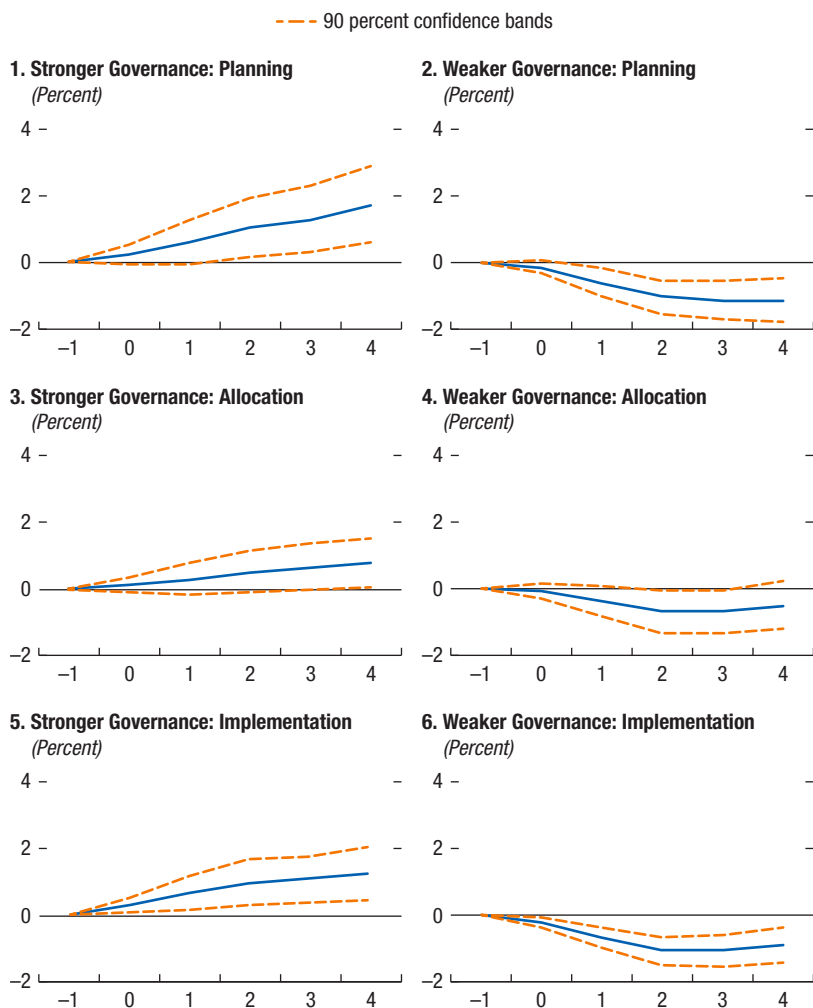 90 percent confidence bands
1. Stronger Governance: Planning
(Percent)
4
2
0
–2
–1 0 1 2 3 4
2. Weaker Governance: Planning
(Percent)
4
2
0
–2
–1 0 1 2 3 4
3. Stronger Governance: Allocation
(Percent)
4
2
0
–2
–1 0 1 2 3 4
4. Weaker Governance: Allocation
(Percent)
4
2
0
–2
–1 0 1 2 3 4
5. Stronger Governance: Implementation
(Percent)
4
2
0
–2
–1 0 1 2 3 4
6. Weaker Governance: Implementation
(Percent)
4
2
0
–2
–1 0 1 2 3 4